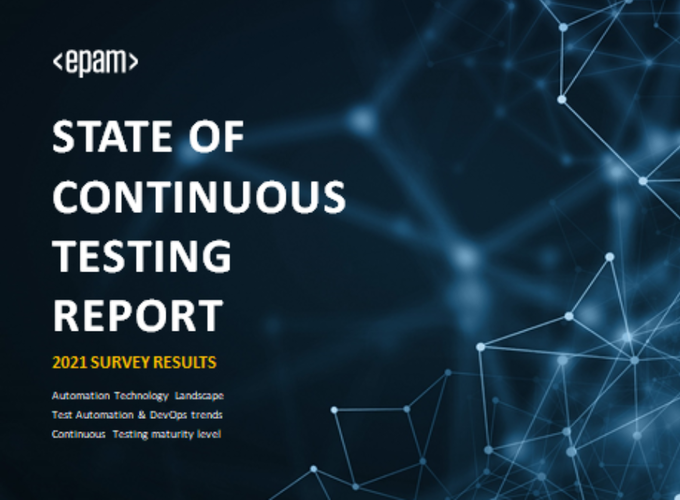 <epam>
STATE OF
CONTINUOUS
TESTING
REPORT
2021 SURVEY RESULTS
Automation Technology Landscape
Test Automation & DevOps trends
Continuous Testing maturity level